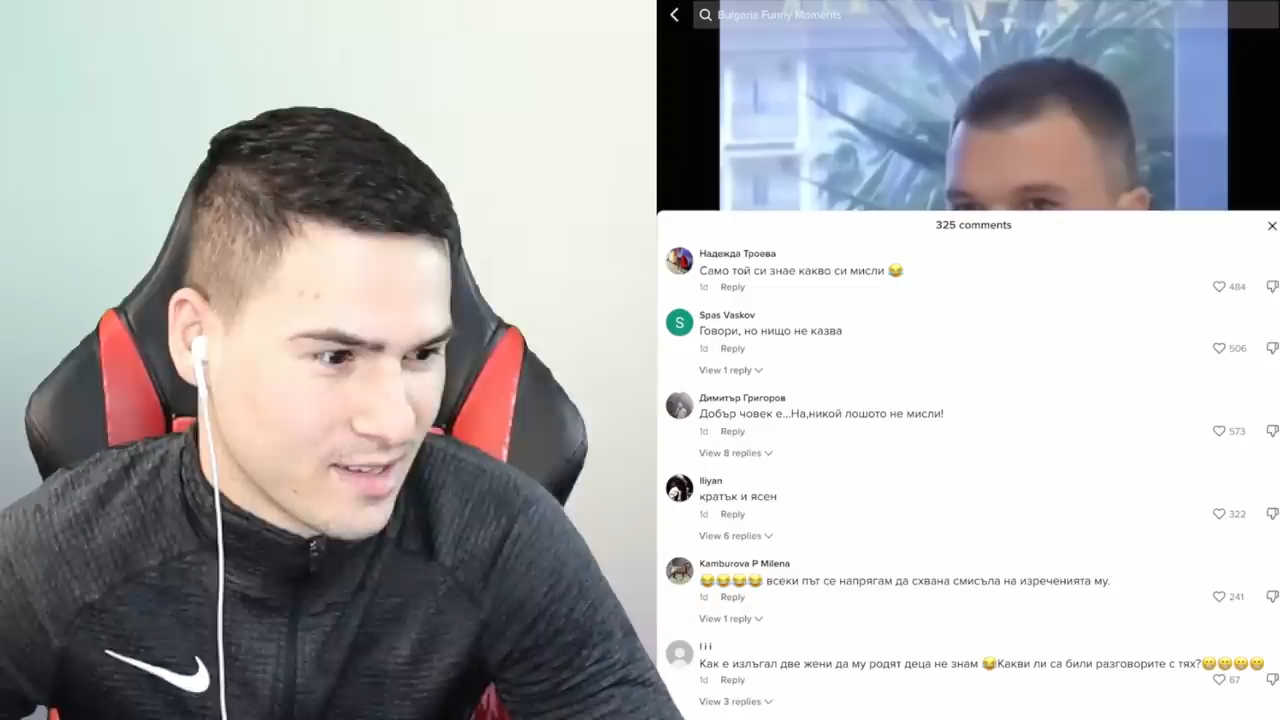 Bulgaria Funny Moments
325 comments
Надежда Троева
Само той си знае какво си мисли 😂
1d Reply
484
S
Spas Vaskov
Говори, но нищо не казва
1d Reply
506
View 1 reply
Димитър Григоров
Добър човек е...На,никой лошото не мисли!
1d Reply
573
View 8 replies
Iliyan
кратък и ясен
1d Reply
322
View 6 replies
Kamburova P Milena
😂😂😂😂 всеки път се напрягам да схвана смисъла на изреченията му.
1d Reply
241
View 1 reply
l i i
Как е излъгал две жени да му родят деца не знам 😂Какви ли са били разговорите с тях?😬😬😬😬
1d Reply
67
View 3 replies